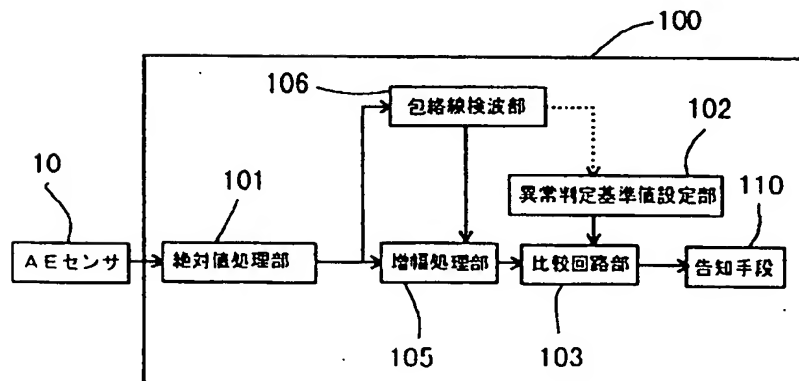 100
106
包絡線検波部
102
10
101
異常判定基準値設定部
110
AEセンサ
絶対値処理部
増幅処理部
比較回路部
告知手段
105
103